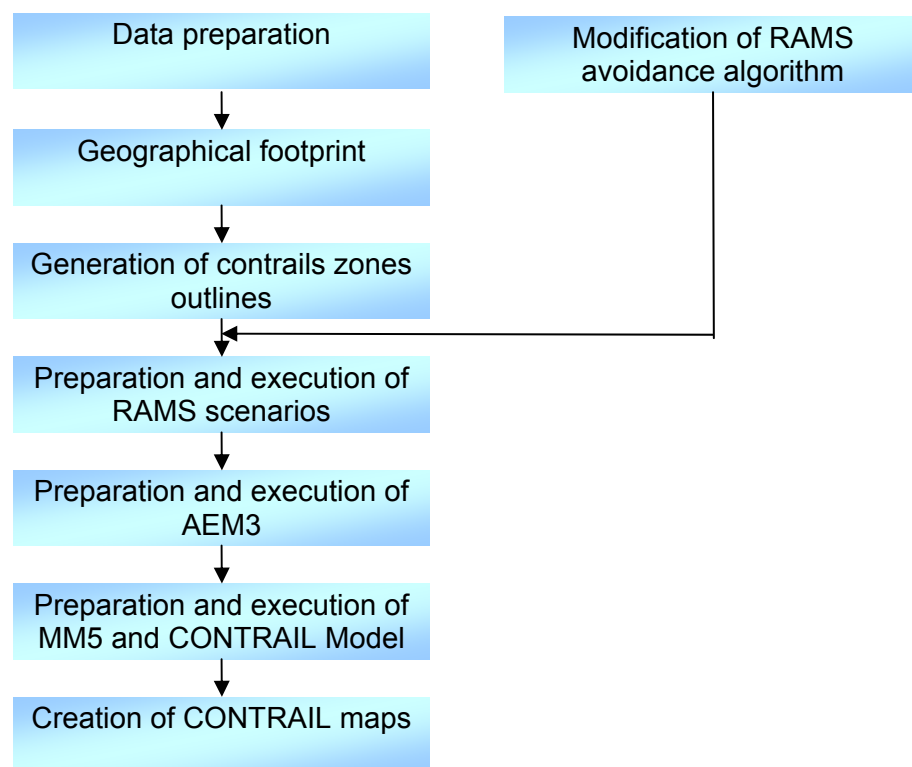 Data preparation
Modification of RAMS
avoidance algorithm
Geographical footprint
Generation of contrails zones
outlines
Preparation and execution of
RAMS scenarios
Preparation and execution of
AEM3
Preparation and execution of
MM5 and CONTRAIL Model
Creation of CONTRAIL maps